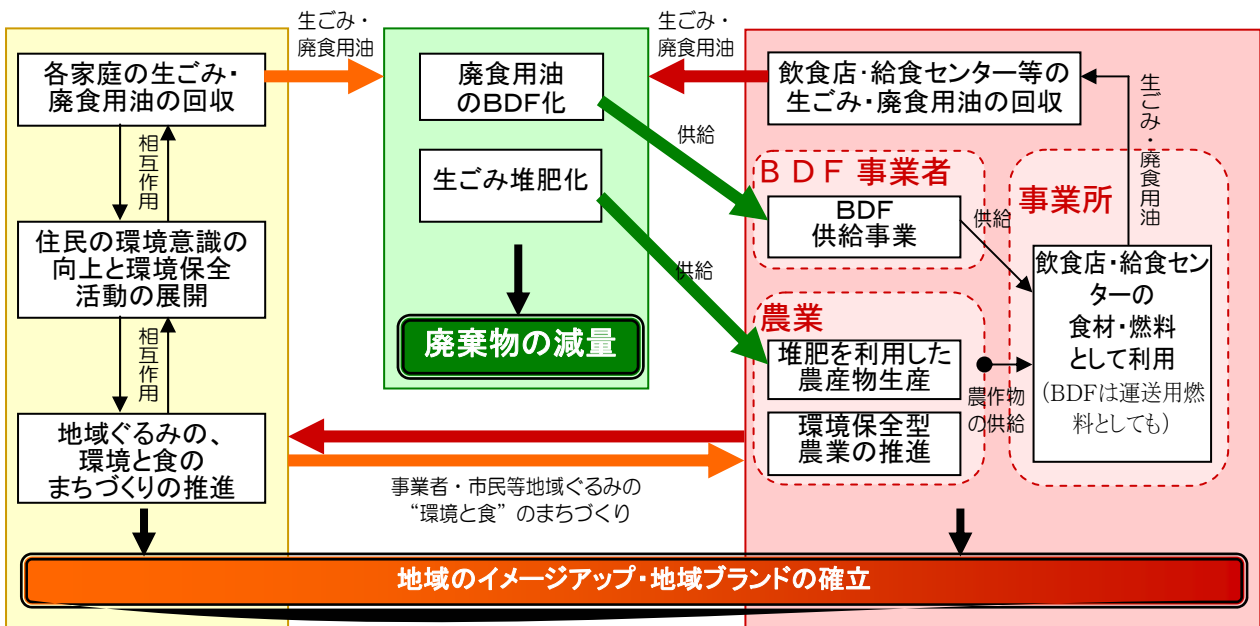 生ごみ・
廃食用油
各家庭の生ごみ・
廃食用油の回収
相互作用
住民の環境意識の
向上と環境保全
活動の展開
相互作用
地域ぐるみの、
環境と食の
まちづくりの推進
廃食用油
のBDF化
生ごみ堆肥化
廃棄物の減量
供給
供給
生ごみ・
廃食用油
飲食店・給食センター等の
生ごみ・廃食用油の回収
生ごみ・廃食用油
ＢＤＦ 事業者
BDF
供給事業
供給
事業所
飲食店・給食セン
ターの
食材・燃料
として利用
（BDFは運送用燃
料としても）
農業
堆肥を利用した
農産物生産
農作物
の供給
環境保全型
農業の推進
事業者・市民等地域ぐるみの
“環境と食”のまちづくり
地域のイメージアップ・地域ブランドの確立